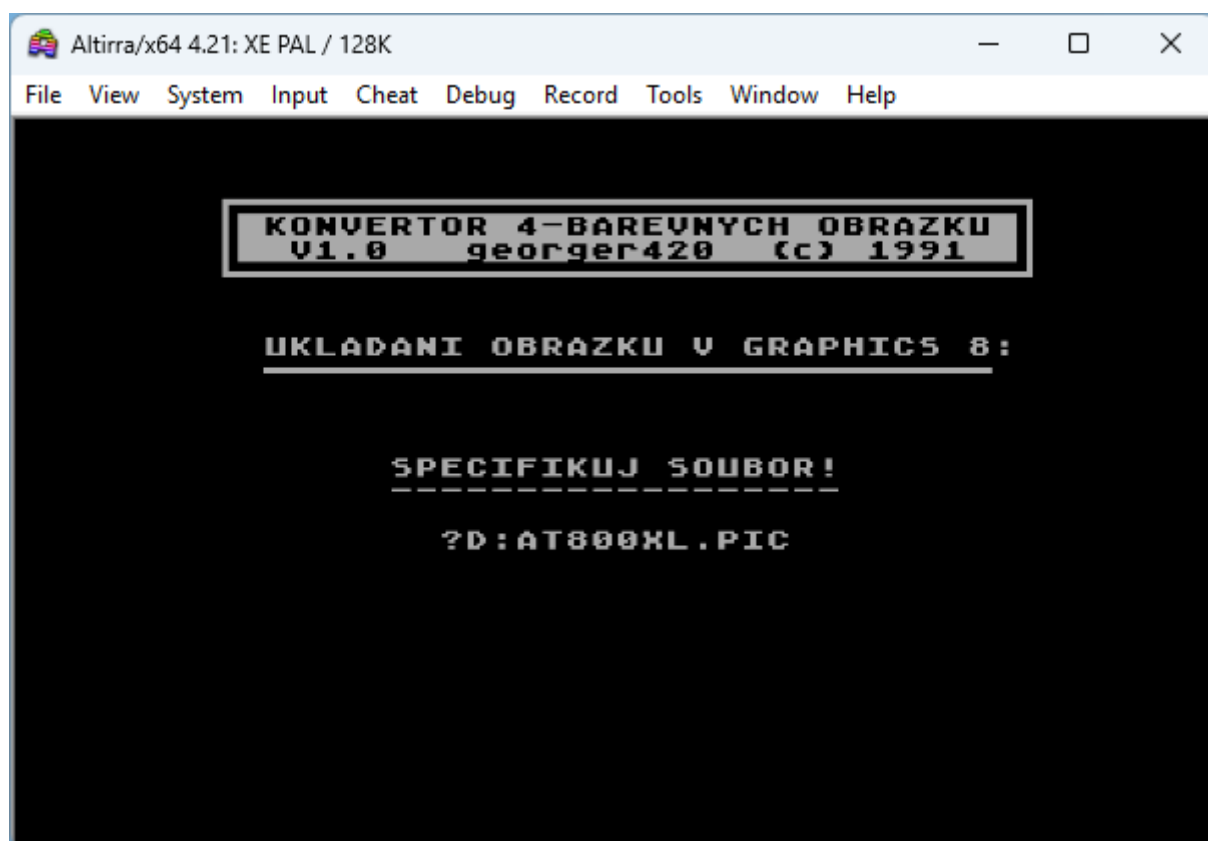 Altirra/x64 4.21: XE PAL / 128K
File View System Input Cheat Debug Record Tools Window Help
KONVERTOR 4-BAREVNYCH OBRAZKU
V1.0 georger420 (c) 1991
UKLADANI OBRAZKU V GRAPHICS 8:
SPECIFIKUJ SOUBOR!
?D:AT800XL.PIC